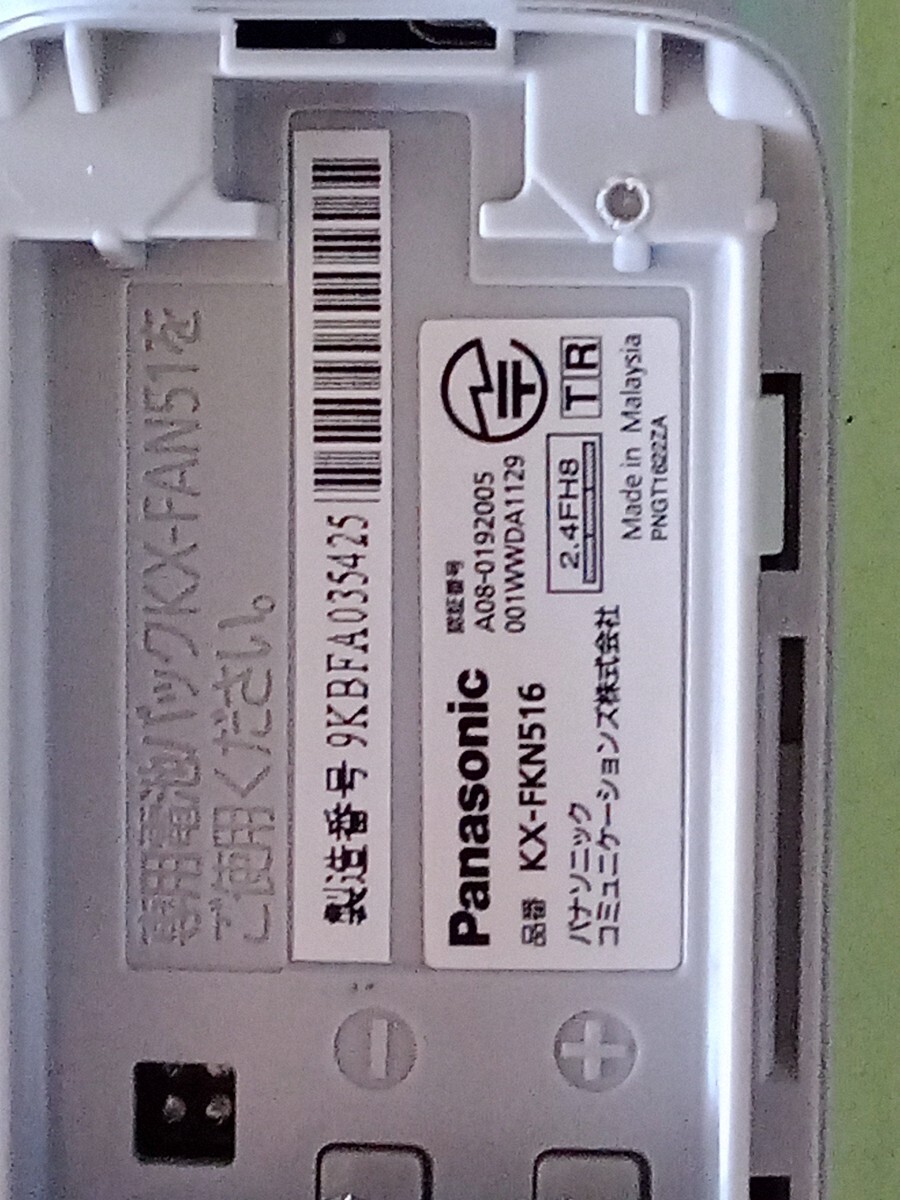 専用電池パックKX-FAN51を
ご使用ください。
製造番号 9KBFA035425
Panasonic
品番 KX-FKN516
パナソニック
コミュニケーションズ株式会社
認証番号
A08-0192005
001WWDA1129
2.4FH8
T R
Made in Malaysia
PNGT1622ZA